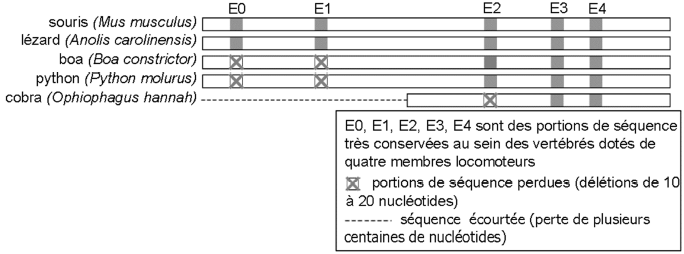 E0 E1 E2 E3 E4
souris (Mus musculus)
lézard (Anolis carolinensis)
boa (Boa constrictor)
python (Python molurus)
cobra (Ophiophagus hannah)
E0, E1, E2, E3, E4 sont des portions de séquence
très conservées au sein des vertébrés dotés de
quatre membres locomoteurs
portions de séquence perdues (délétions de 10
à 20 nucléotides)
séquence écourtée (perte de plusieurs
centaines de nucléotides)